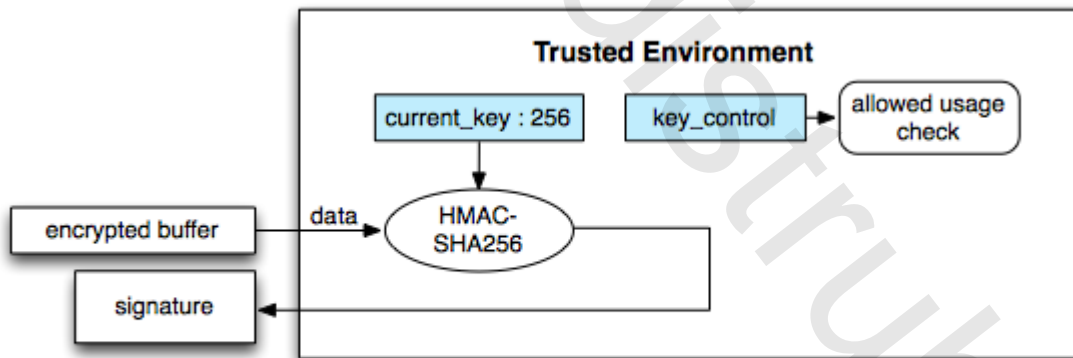 Trusted Environment
current_key : 256
key_control
allowed usage
check
encrypted buffer
data
HMAC-
SHA256
signature